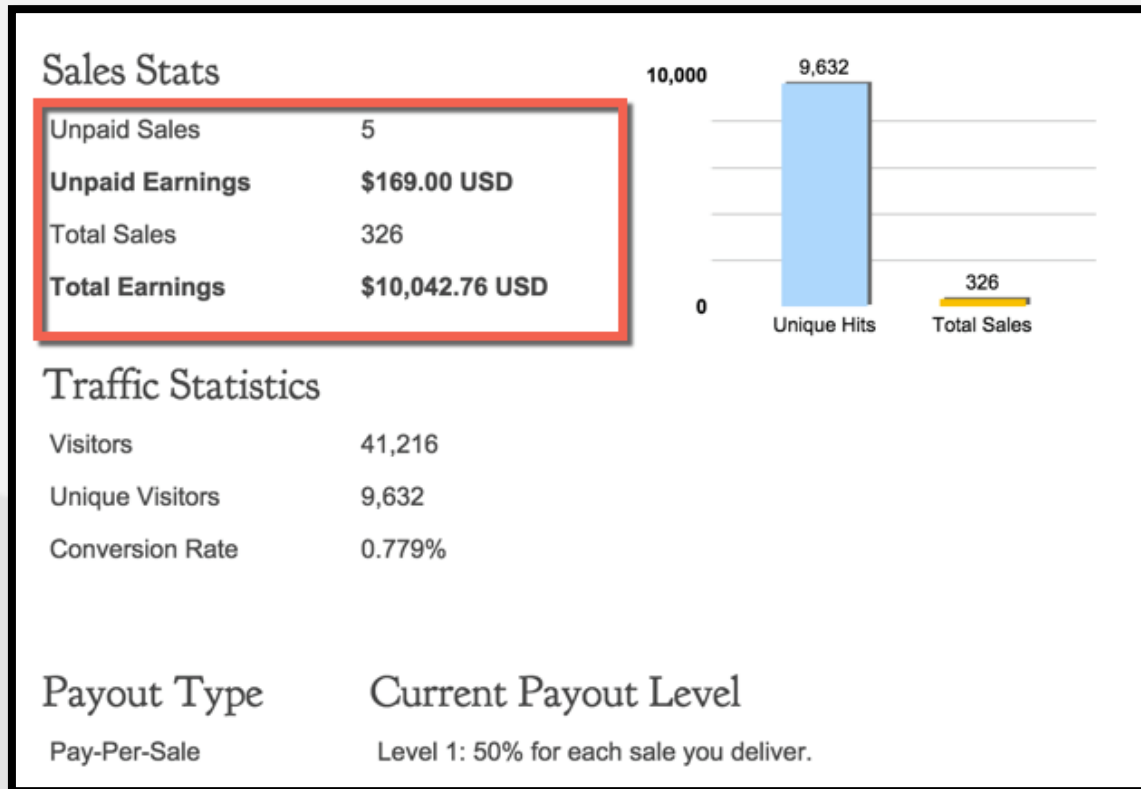 Sales Stats
Unpaid Sales 5
Unpaid Earnings $169.00 USD
Total Sales 326
Total Earnings $10,042.76 USD
10,000
9,632
326
0
Unique Hits Total Sales
Traffic Statistics
Visitors 41,216
Unique Visitors 9,632
Conversion Rate 0.779%
Payout Type Current Payout Level
Pay-Per-Sale Level 1: 50% for each sale you deliver.